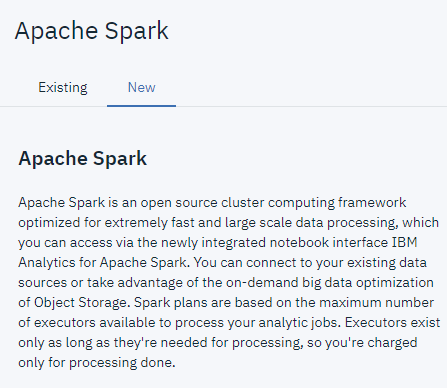 Apache Spark
Existing New
Apache Spark
Apache Spark is an open source cluster computing framework
optimized for extremely fast and large scale data processing, which
you can access via the newly integrated notebook interface IBM
Analytics for Apache Spark. You can connect to your existing data
sources or take advantage of the on-demand big data optimization
of Object Storage. Spark plans are based on the maximum number
of executors available to process your analytic jobs. Executors exist
only as long as they're needed for processing, so you're charged
only for processing done.